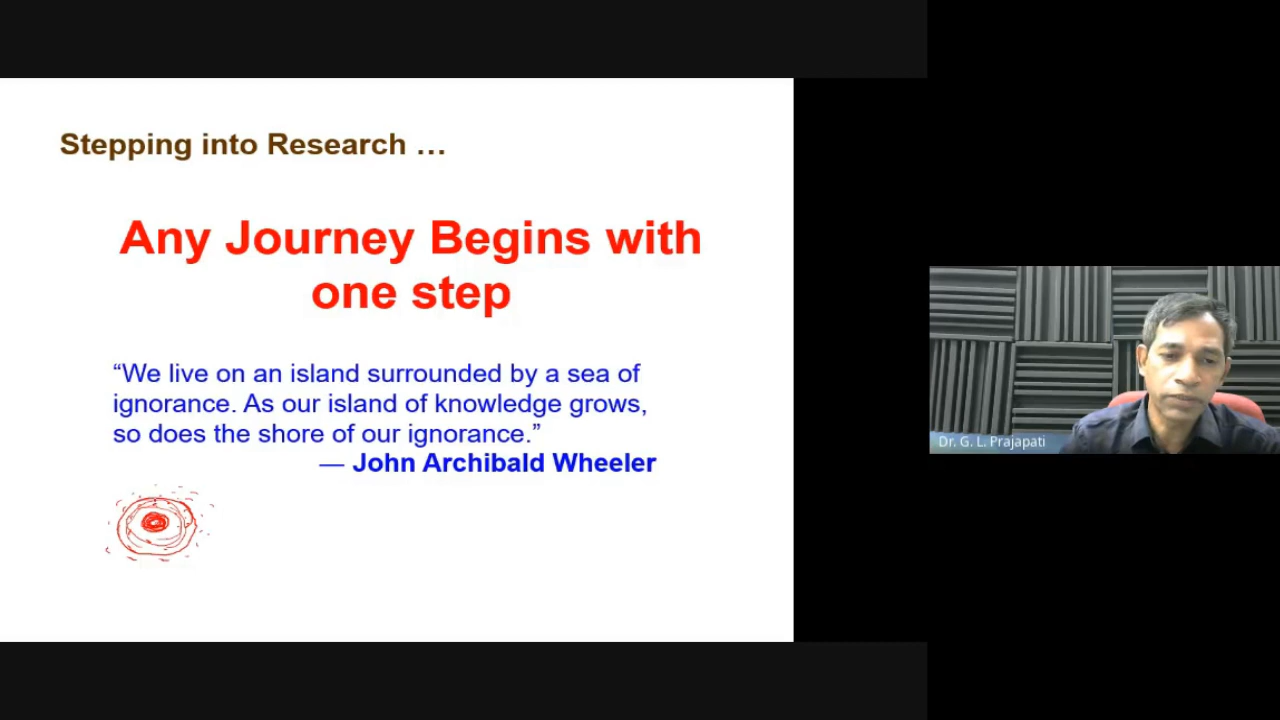 Stepping into Research …
Any Journey Begins with
one step
“We live on an island surrounded by a sea of
ignorance. As our island of knowledge grows,
so does the shore of our ignorance.”
— John Archibald Wheeler
Dr. G. L. Prajapati